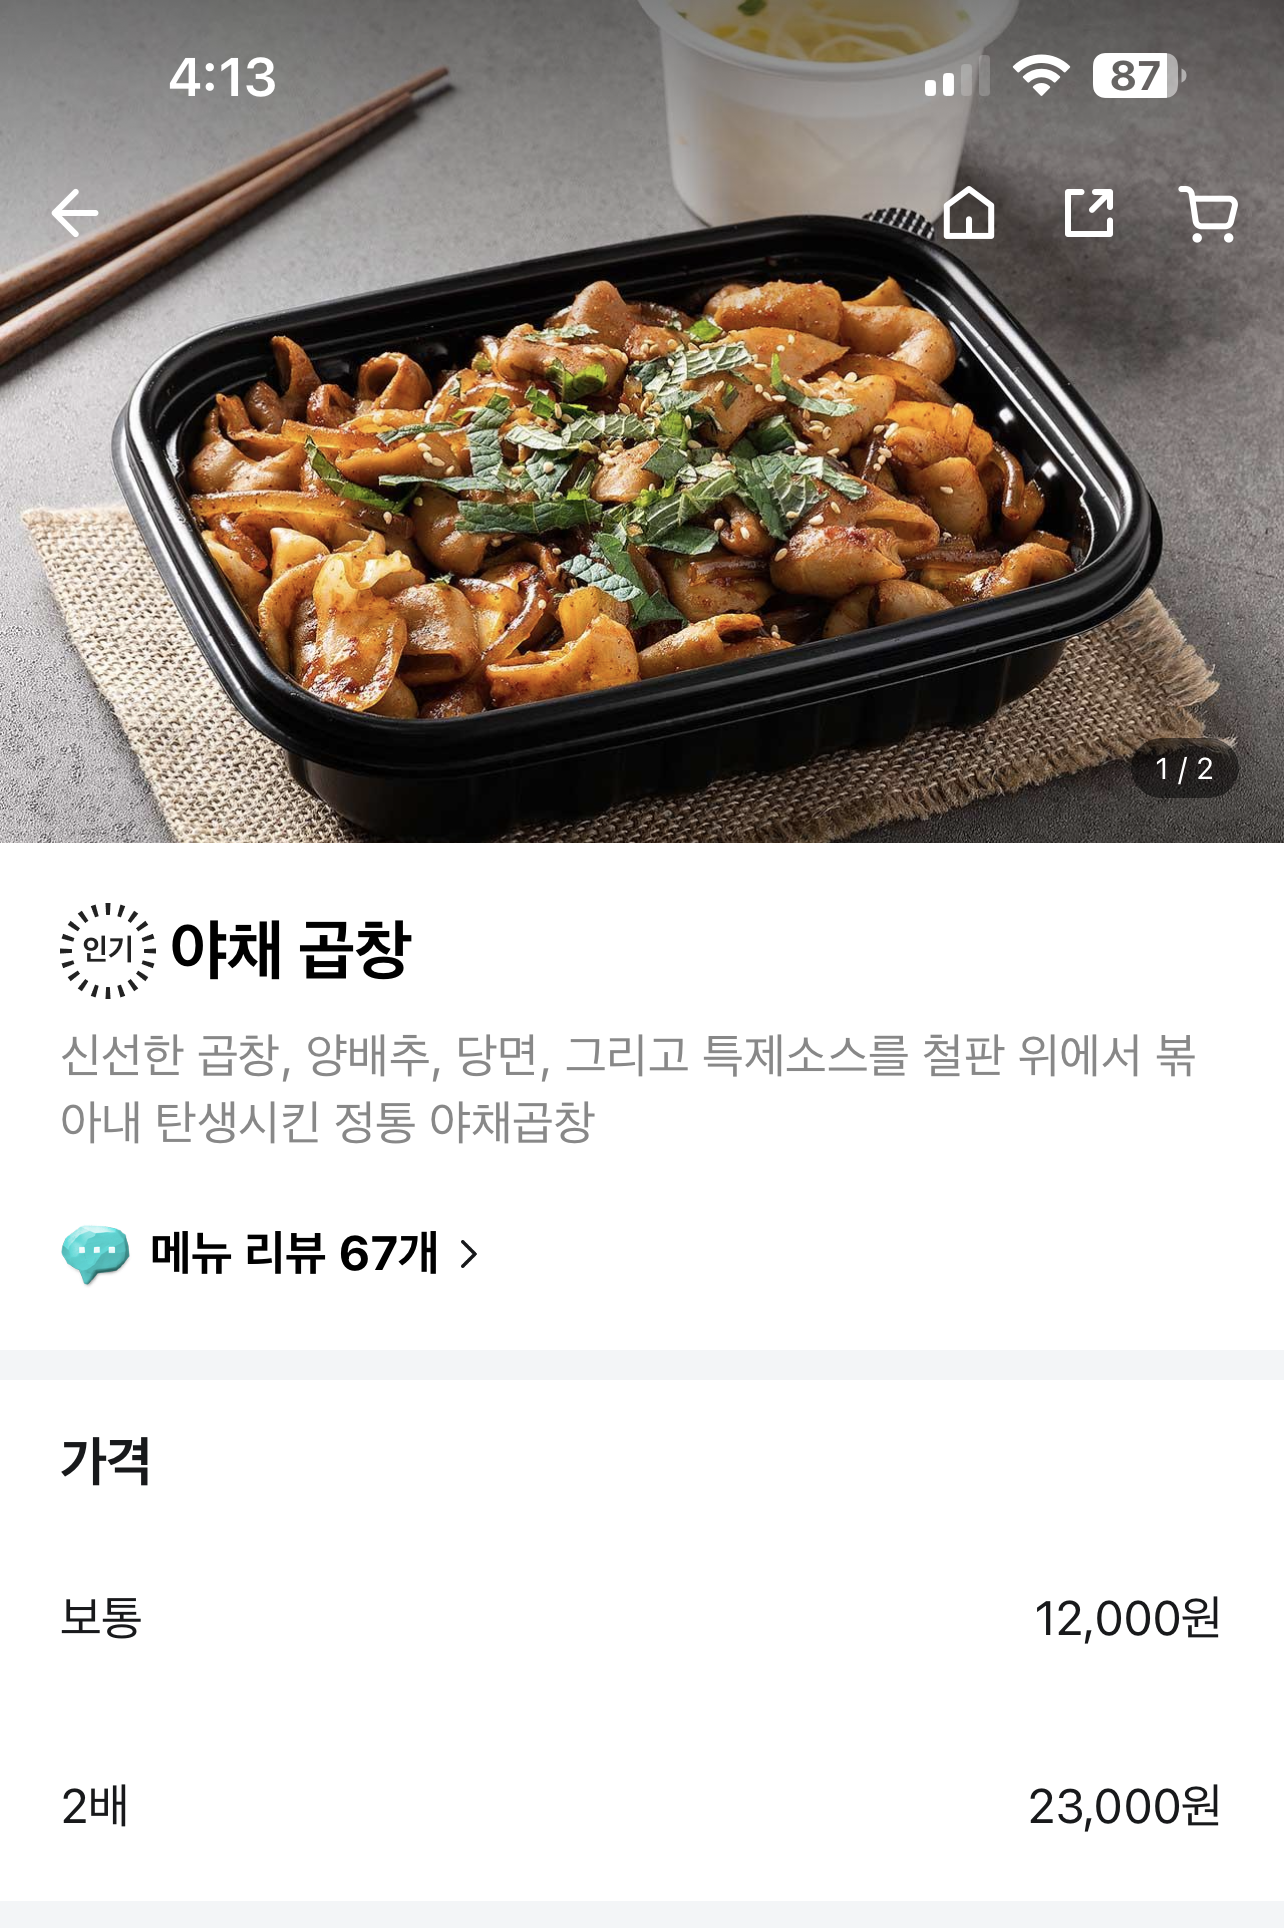 4:13
87
1 / 2
인기 야채 곱창
신선한 곱창, 양배추, 당면, 그리고 특제소스를 철판 위에서 볶
아내 탄생시킨 정통 야채곱창
메뉴 리뷰 67개
가격
보통 12,000원
2배 23,000원